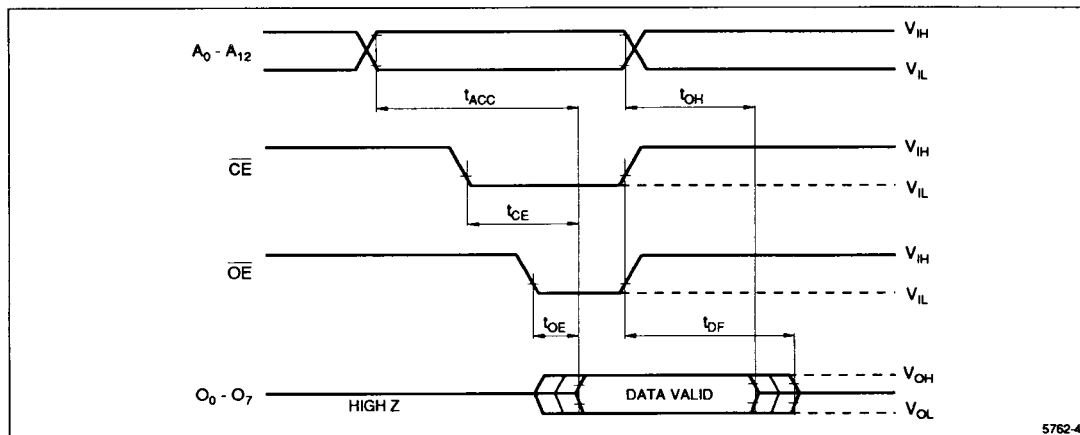 A0 - A12
VIH
VIL
tACC
tOH
CE
VIH
VIL
tCE
OE
VIH
VIL
tOE
tDF
O0 - O7
HIGH Z
DATA VALID
VOH
VOL
5762-4